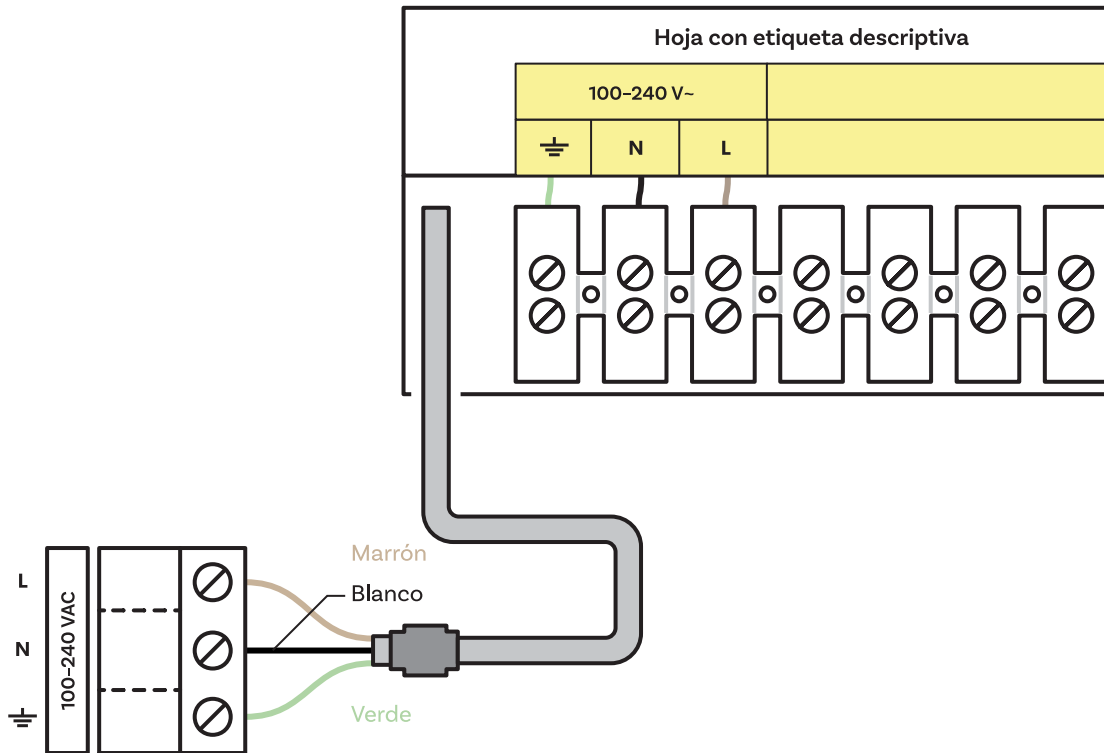 Hoja con etiqueta descriptiva
100–240 V~
N
L
Marrón
L
Blanco
100–240 VAC
N
Verde